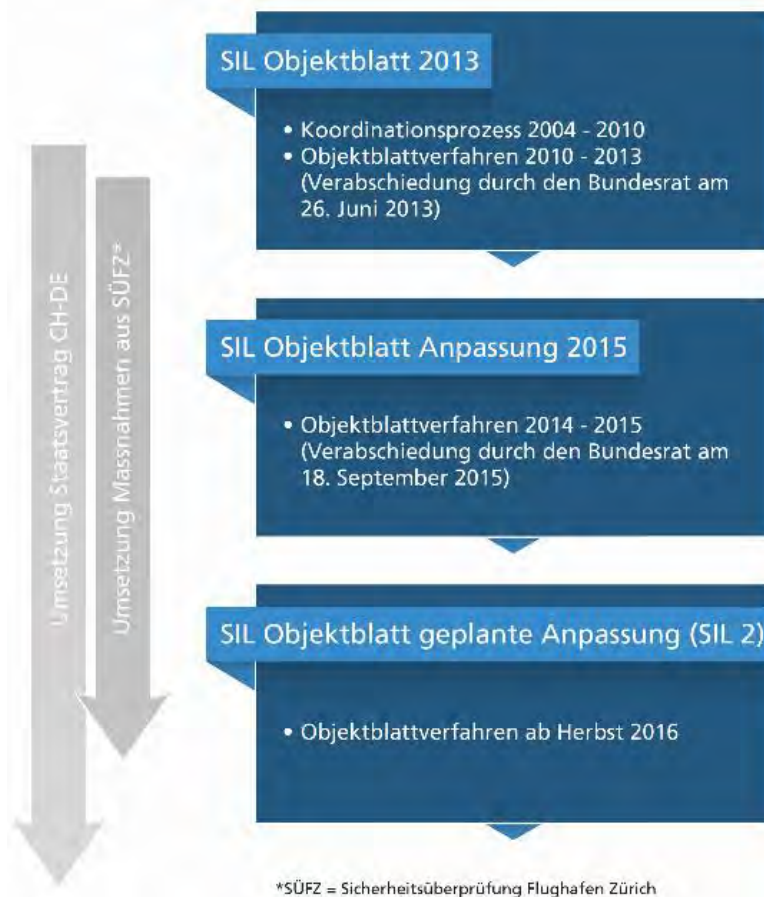 SIL Objektblatt 2013
• Koordinationsprozess 2004 - 2010
• Objektblattverfahren 2010 - 2013
(Verabschiedung durch den Bundesrat am
26. Juni 2013)
Umsetzung Staatsvertrag CH-DE
Umsetzung Massnahmen aus SÜFZ*
SIL Objektblatt Anpassung 2015
• Objektblattverfahren 2014 - 2015
(Verabschiedung durch den Bundesrat am
18. September 2015)
SIL Objektblatt geplante Anpassung (SIL 2)
• Objektblattverfahren ab Herbst 2016
*SÜFZ = Sicherheitsüberprüfung Flughafen Zürich